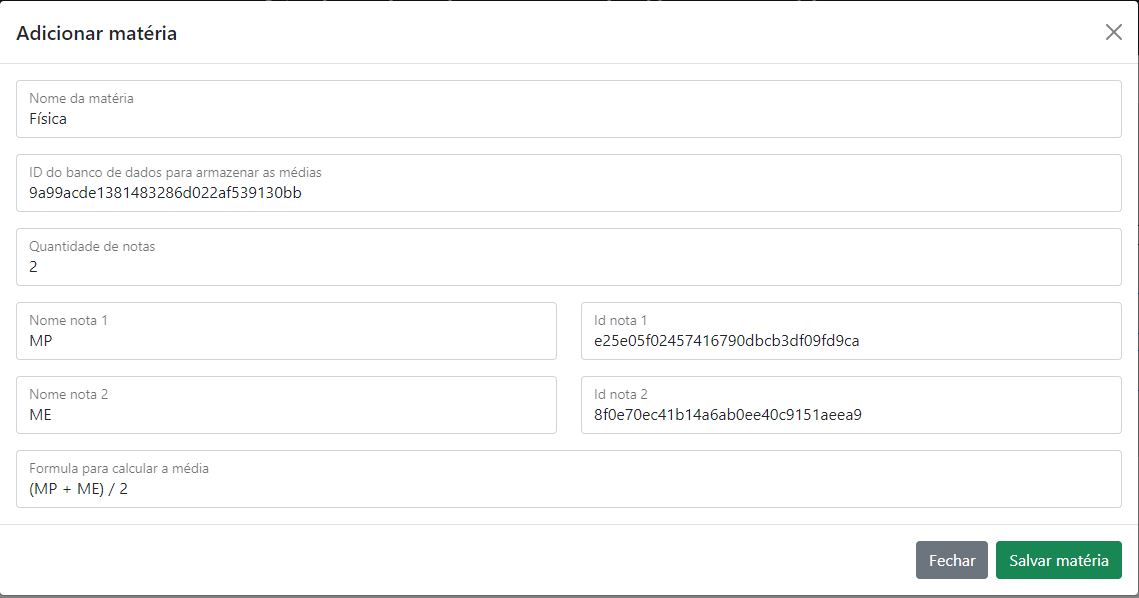 Adicionar matéria
Nome da matéria
Física
ID do banco de dados para armazenar as médias
9a99acde1381483286d022af539130bb
Quantidade de notas
2
Nome nota 1
MP
Id nota 1
e25e05f02457416790dbcb3df09fd9ca
Nome nota 2
ME
Id nota 2
8f0e70ec41b14a6ab0ee40c9151aeea9
Formula para calcular a média
(MP + ME) / 2
Fechar
Salvar matéria